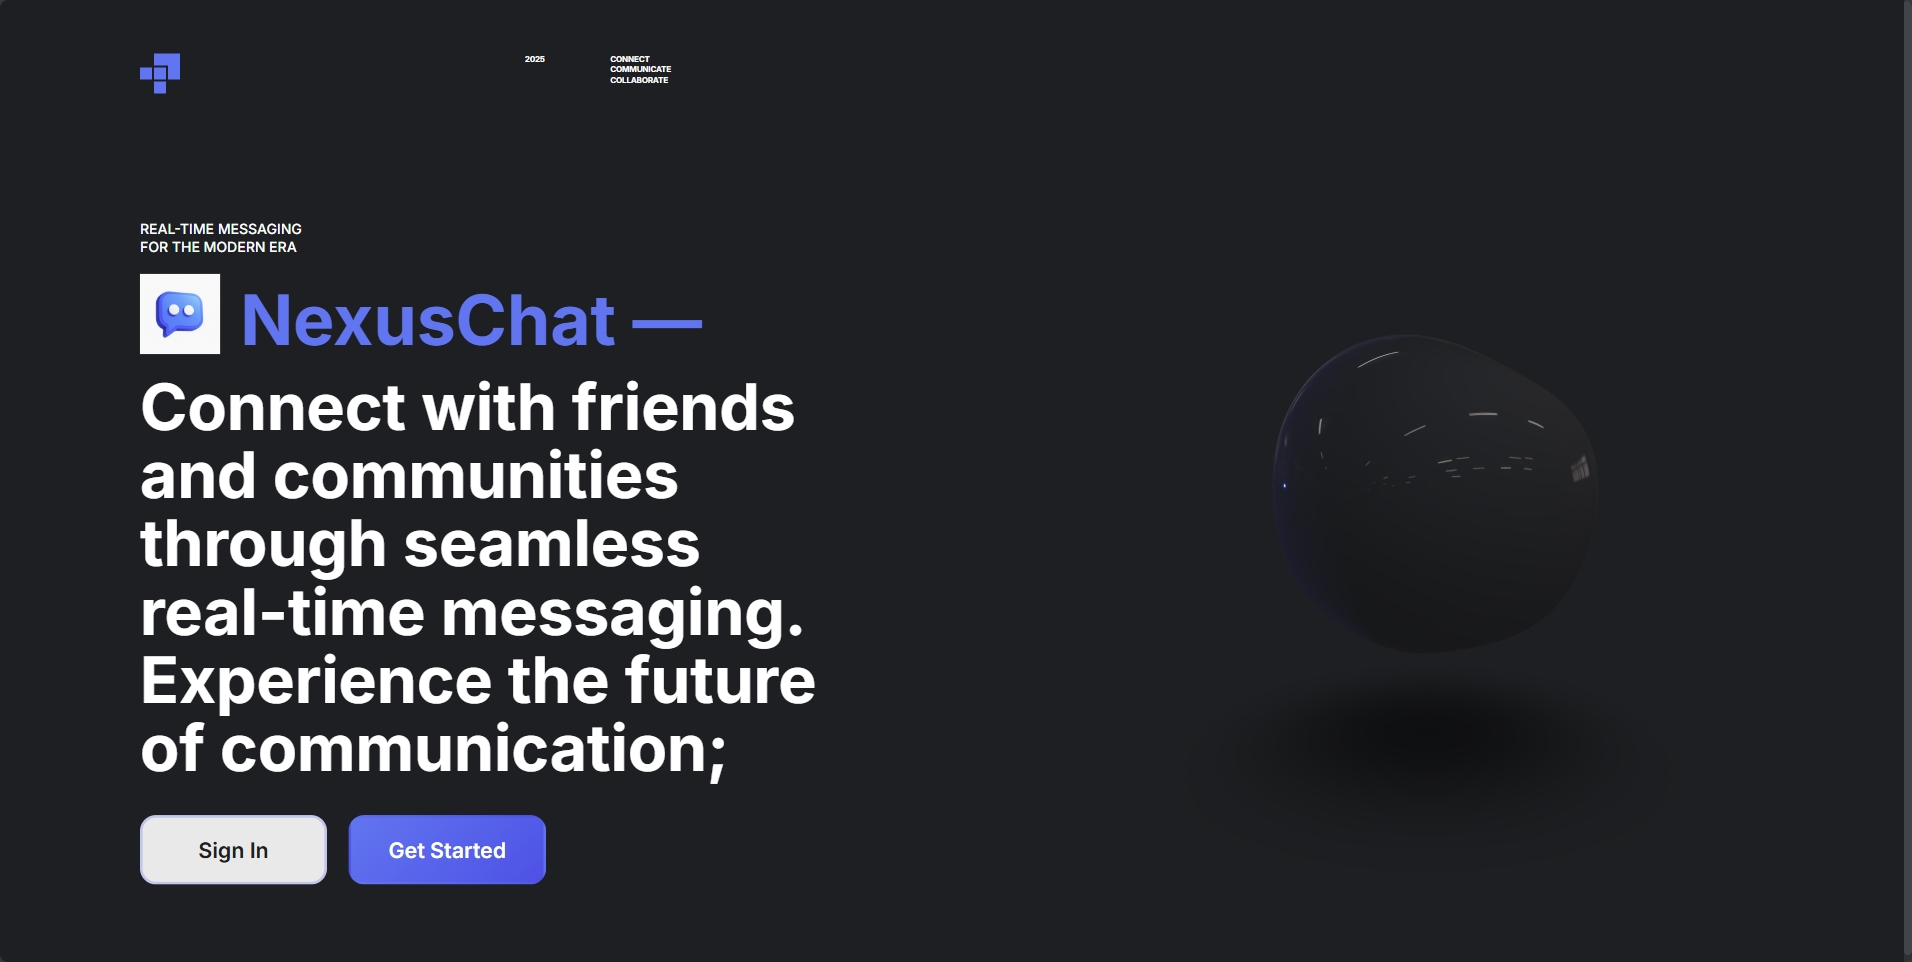 2025
CONNECT
COMMUNICATE
COLLABORATE
REAL-TIME MESSAGING
FOR THE MODERN ERA
NexusChat —
Connect with friends
and communities
through seamless
real-time messaging.
Experience the future
of communication;
Sign In
Get Started